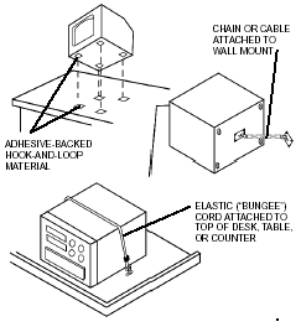 CHAIN OR CABLE
ATTACHED TO
WALL MOUNT
ADHESIVE-BACKED
HOOK-AND-LOOP
MATERIAL
ELASTIC ("BUNGEE")
CORD ATTACHED TO
TOP OF DESK, TABLE,
OR COUNTER